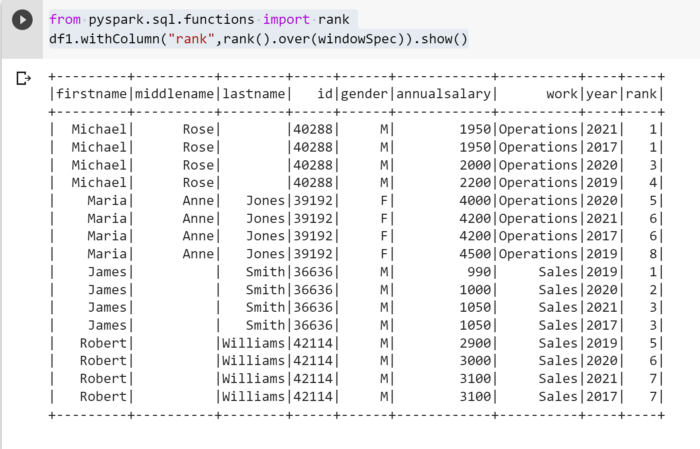 from pyspark.sql.functions import rank
df1.withColumn("rank",rank().over(windowSpec)).show()
+---------+----------+--------+-----+------+------------+----------+----+----+
|firstname|middlename|lastname|   id|gender|annualsalary|      work|year|rank|
+---------+----------+--------+-----+------+------------+----------+----+----+
|  Michael|      Rose|        |40288|     M|        1950|Operations|2021|   1|
|  Michael|      Rose|        |40288|     M|        1950|Operations|2017|   1|
|  Michael|      Rose|        |40288|     M|        2000|Operations|2020|   3|
|  Michael|      Rose|        |40288|     M|        2200|Operations|2019|   4|
|    Maria|      Anne|   Jones|39192|     F|        4000|Operations|2020|   5|
|    Maria|      Anne|   Jones|39192|     F|        4200|Operations|2021|   6|
|    Maria|      Anne|   Jones|39192|     F|        4200|Operations|2017|   6|
|    Maria|      Anne|   Jones|39192|     F|        4500|Operations|2019|   8|
|    James|          |   Smith|36636|     M|         990|     Sales|2019|   1|
|    James|          |   Smith|36636|     M|        1000|     Sales|2020|   2|
|    James|          |   Smith|36636|     M|        1050|     Sales|2021|   3|
|    James|          |   Smith|36636|     M|        1050|     Sales|2017|   3|
|   Robert|          |Williams|42114|     M|        2900|     Sales|2019|   5|
|   Robert|          |Williams|42114|     M|        3000|     Sales|2020|   6|
|   Robert|          |Williams|42114|     M|        3100|     Sales|2021|   7|
|   Robert|          |Williams|42114|     M|        3100|     Sales|2017|   7|
+---------+----------+--------+-----+------+------------+----------+----+----+